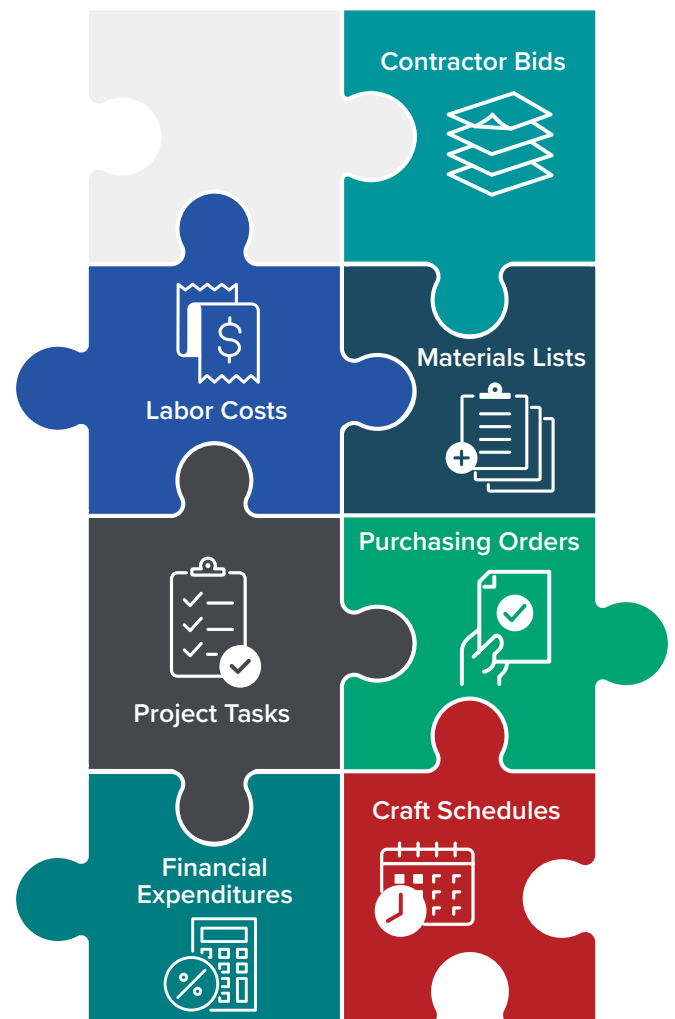 Contractor Bids
Labor Costs
Materials Lists
Project Tasks
Purchasing Orders
Financial
Expenditures
Craft Schedules